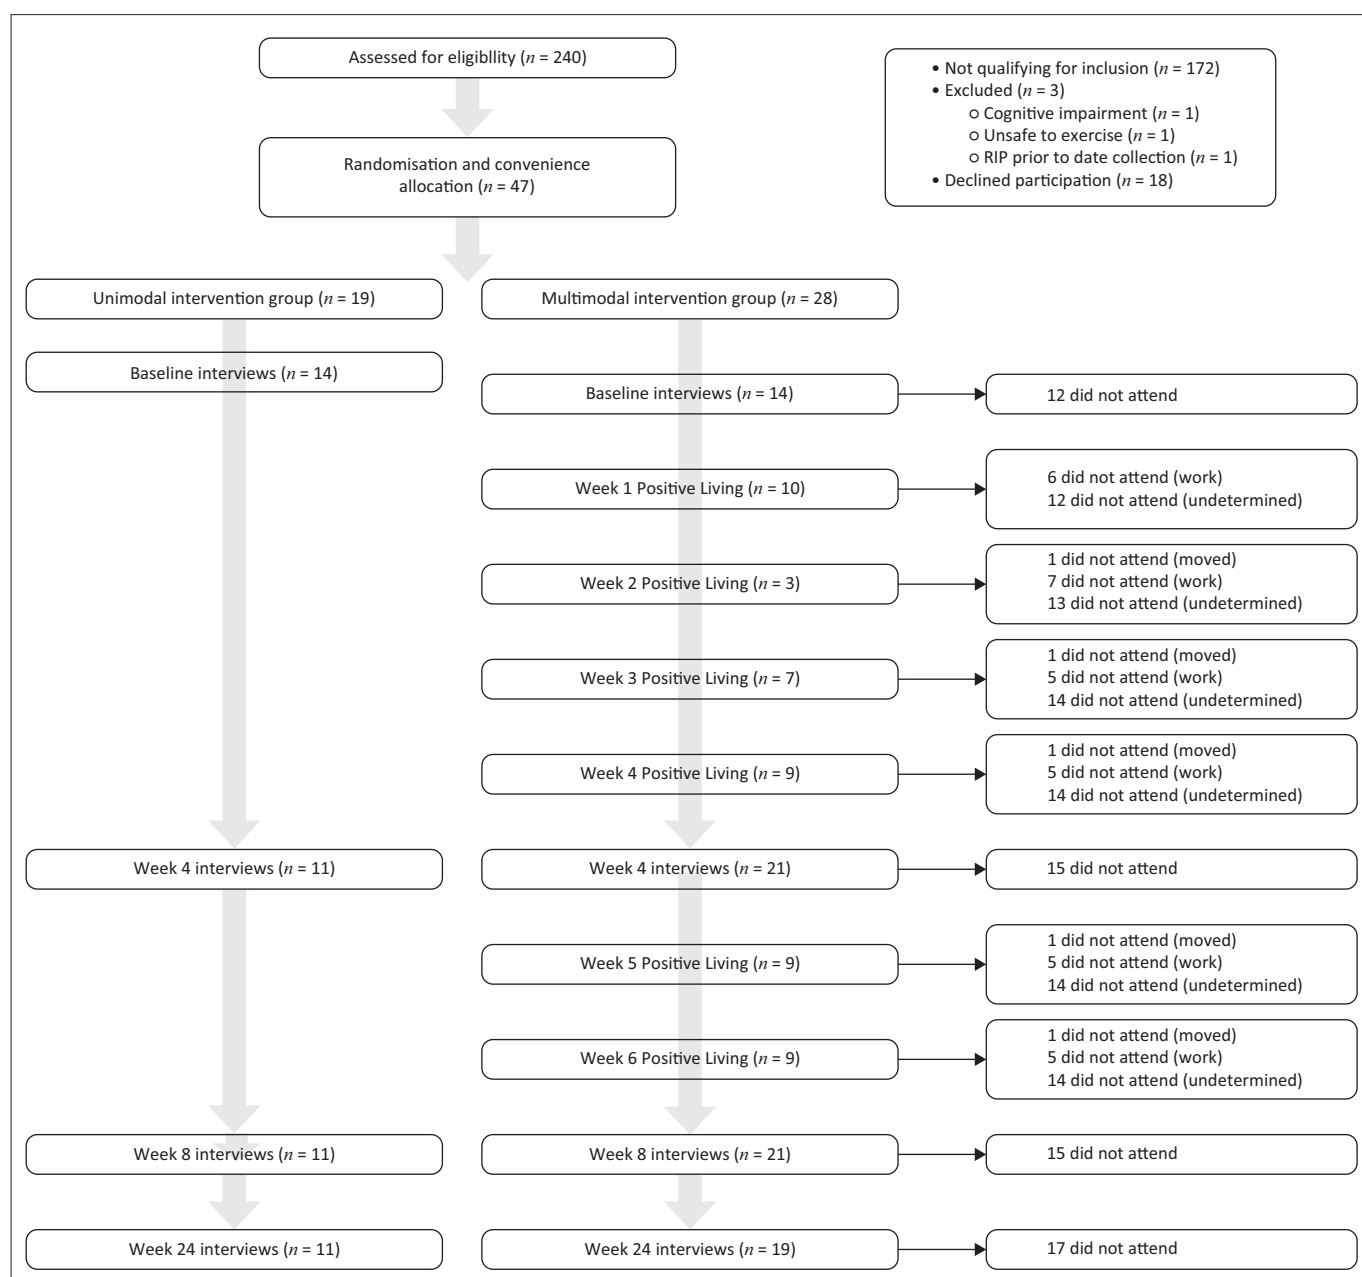 Assessed for eligibllity (n = 240)
• Not qualifying for inclusion (n = 172)
• Excluded (n = 3)
○ Cognitive impairment (n = 1)
○ Unsafe to exercise (n = 1)
○ RIP prior to date collection (n = 1)
• Declined participation (n = 18)
Randomisation and convenience
allocation (n = 47)
Unimodal intervention group (n = 19)
Multimodal intervention group (n = 28)
Baseline interviews (n = 14)
Baseline interviews (n = 14)
12 did not attend
Week 1 Positive Living (n = 10)
6 did not attend (work)
12 did not attend (undetermined)
Week 2 Positive Living (n = 3)
1 did not attend (moved)
7 did not attend (work)
13 did not attend (undetermined)
Week 3 Positive Living (n = 7)
1 did not attend (moved)
5 did not attend (work)
14 did not attend (undetermined)
Week 4 Positive Living (n = 9)
1 did not attend (moved)
5 did not attend (work)
14 did not attend (undetermined)
Week 4 interviews (n = 11)
Week 4 interviews (n = 21)
15 did not attend
Week 5 Positive Living (n = 9)
1 did not attend (moved)
5 did not attend (work)
14 did not attend (undetermined)
Week 6 Positive Living (n = 9)
1 did not attend (moved)
5 did not attend (work)
14 did not attend (undetermined)
Week 8 interviews (n = 11)
Week 8 interviews (n = 21)
15 did not attend
Week 24 interviews (n = 11)
Week 24 interviews (n = 19)
17 did not attend